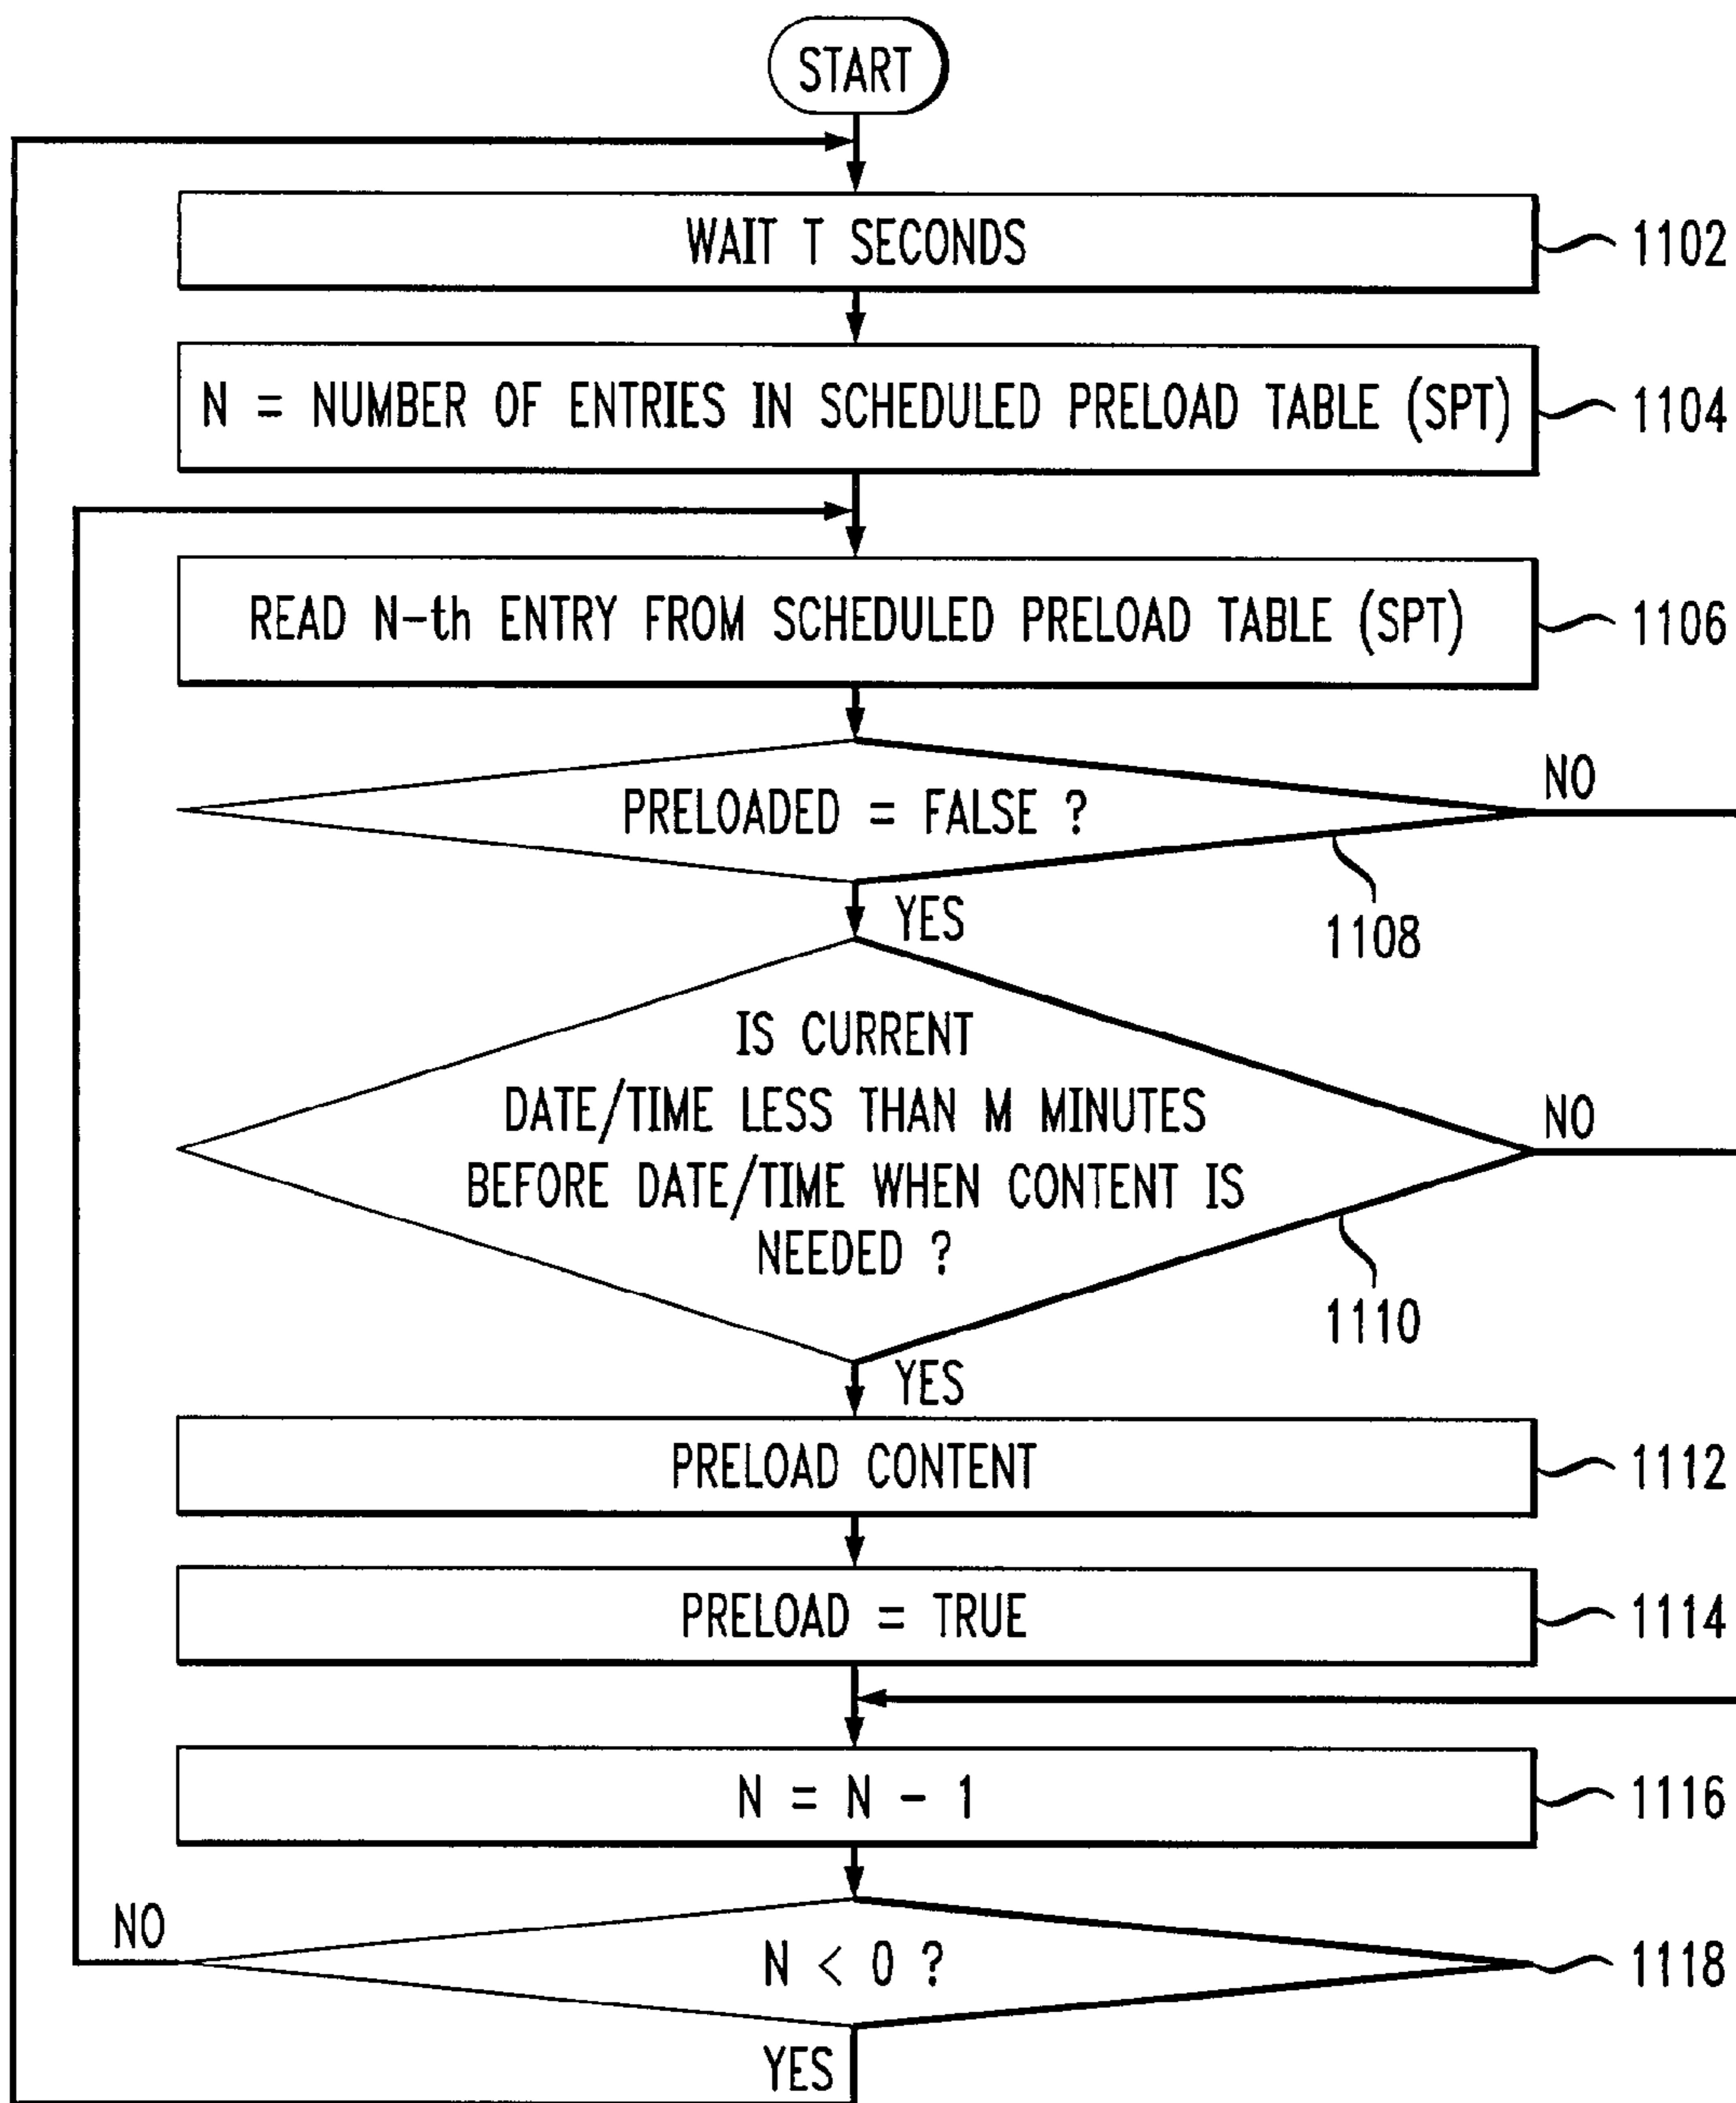 START
WAIT T SECONDS
1102
N = NUMBER OF ENTRIES IN SCHEDULED PRELOAD TABLE (SPT)
1104
READ N-th ENTRY FROM SCHEDULED PRELOAD TABLE (SPT)
1106
PRELOADED = FALSE ?
NO
1108
YES
IS CURRENT
DATE/TIME LESS THAN M MINUTES
BEFORE DATE/TIME WHEN CONTENT IS
NEEDED ?
NO
1110
YES
PRELOAD CONTENT
1112
PRELOAD = TRUE
1114
N = N - 1
1116
NO
N < 0 ?
1118
YES